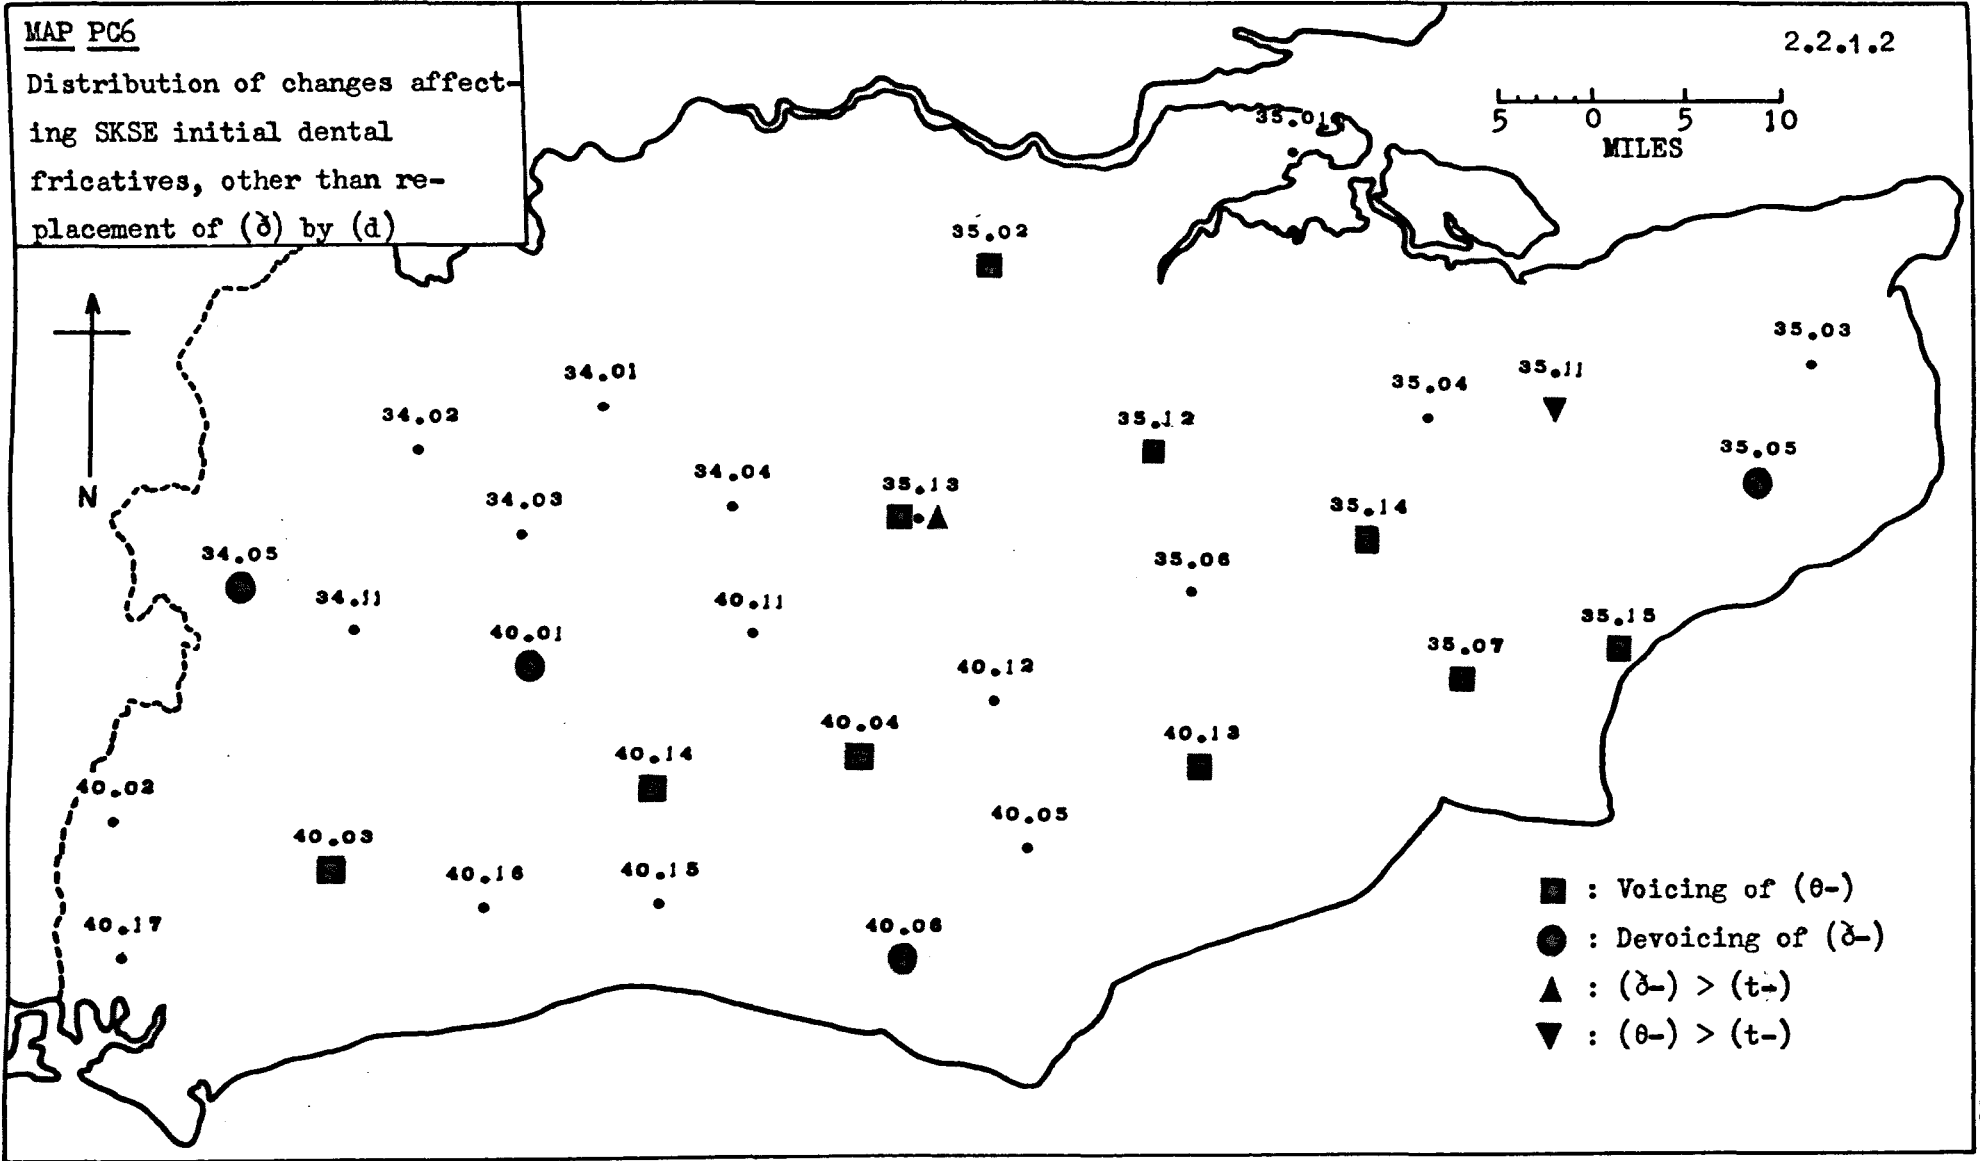 MAP PC6
Distribution of changes affect-
ing SKSE initial dental
fricatives, other than re-
placement of (ð) by (d)
2.2.1.2
5 0 5 10
MILES
N
35.01
35.02
35.03
34.01
35.11
35.04
34.02
35.12
35.05
34.04
35.13
34.03
35.14
34.05
35.06
34.11
40.11
35.15
40.01
35.07
40.12
40.04
40.13
40.14
40.02
40.05
40.03
40.16
40.15
40.17
40.06
: Voicing of (θ-)
: Devoicing of (ð-)
: (ð-) > (t-)
: (θ-) > (t-)